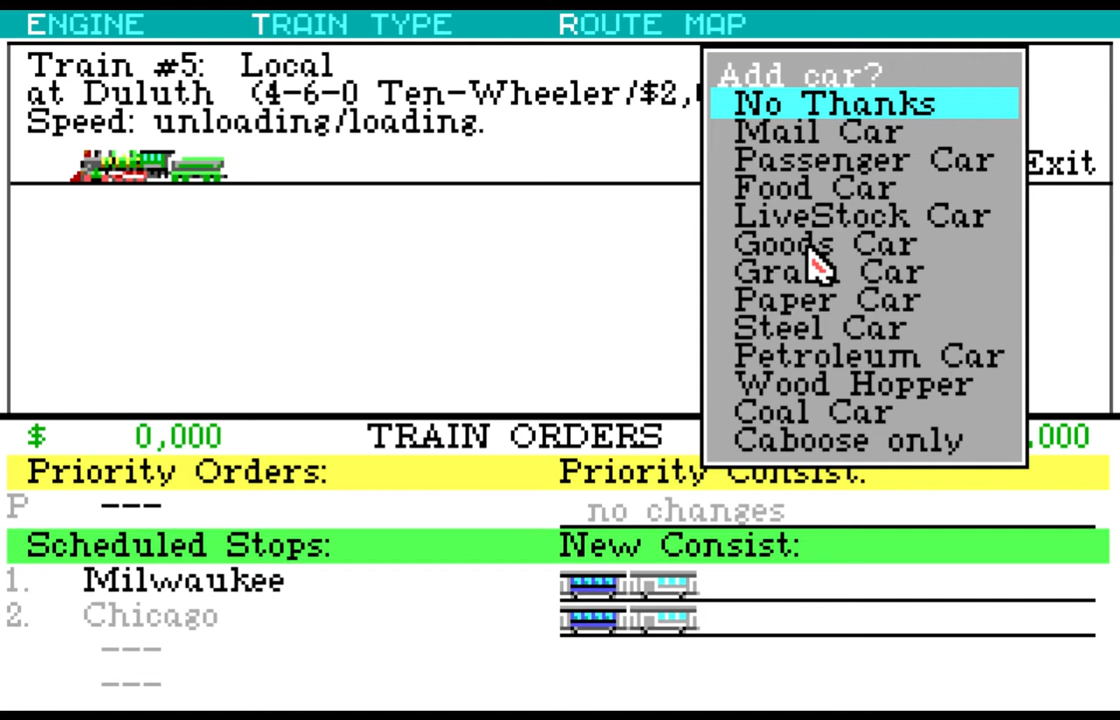 ENGINE TRAIN TYPE ROUTE MAP
Train #5: Local
at Duluth (4-6-0 Ten-Wheeler/$2,
Speed: unloading/loading.
Exit
Add car?
No Thanks
Mail Car
Passenger Car
Food Car
LiveStock Car
Goods Car
Grain Car
Paper Car
Steel Car
Petroleum Car
Wood Hopper
Coal Car
Caboose only
$ 0,000 TRAIN ORDERS ,000
Priority Orders: Priority Consist:
P --- no changes
Scheduled Stops: New Consist:
1. Milwaukee
2. Chicago
---
---